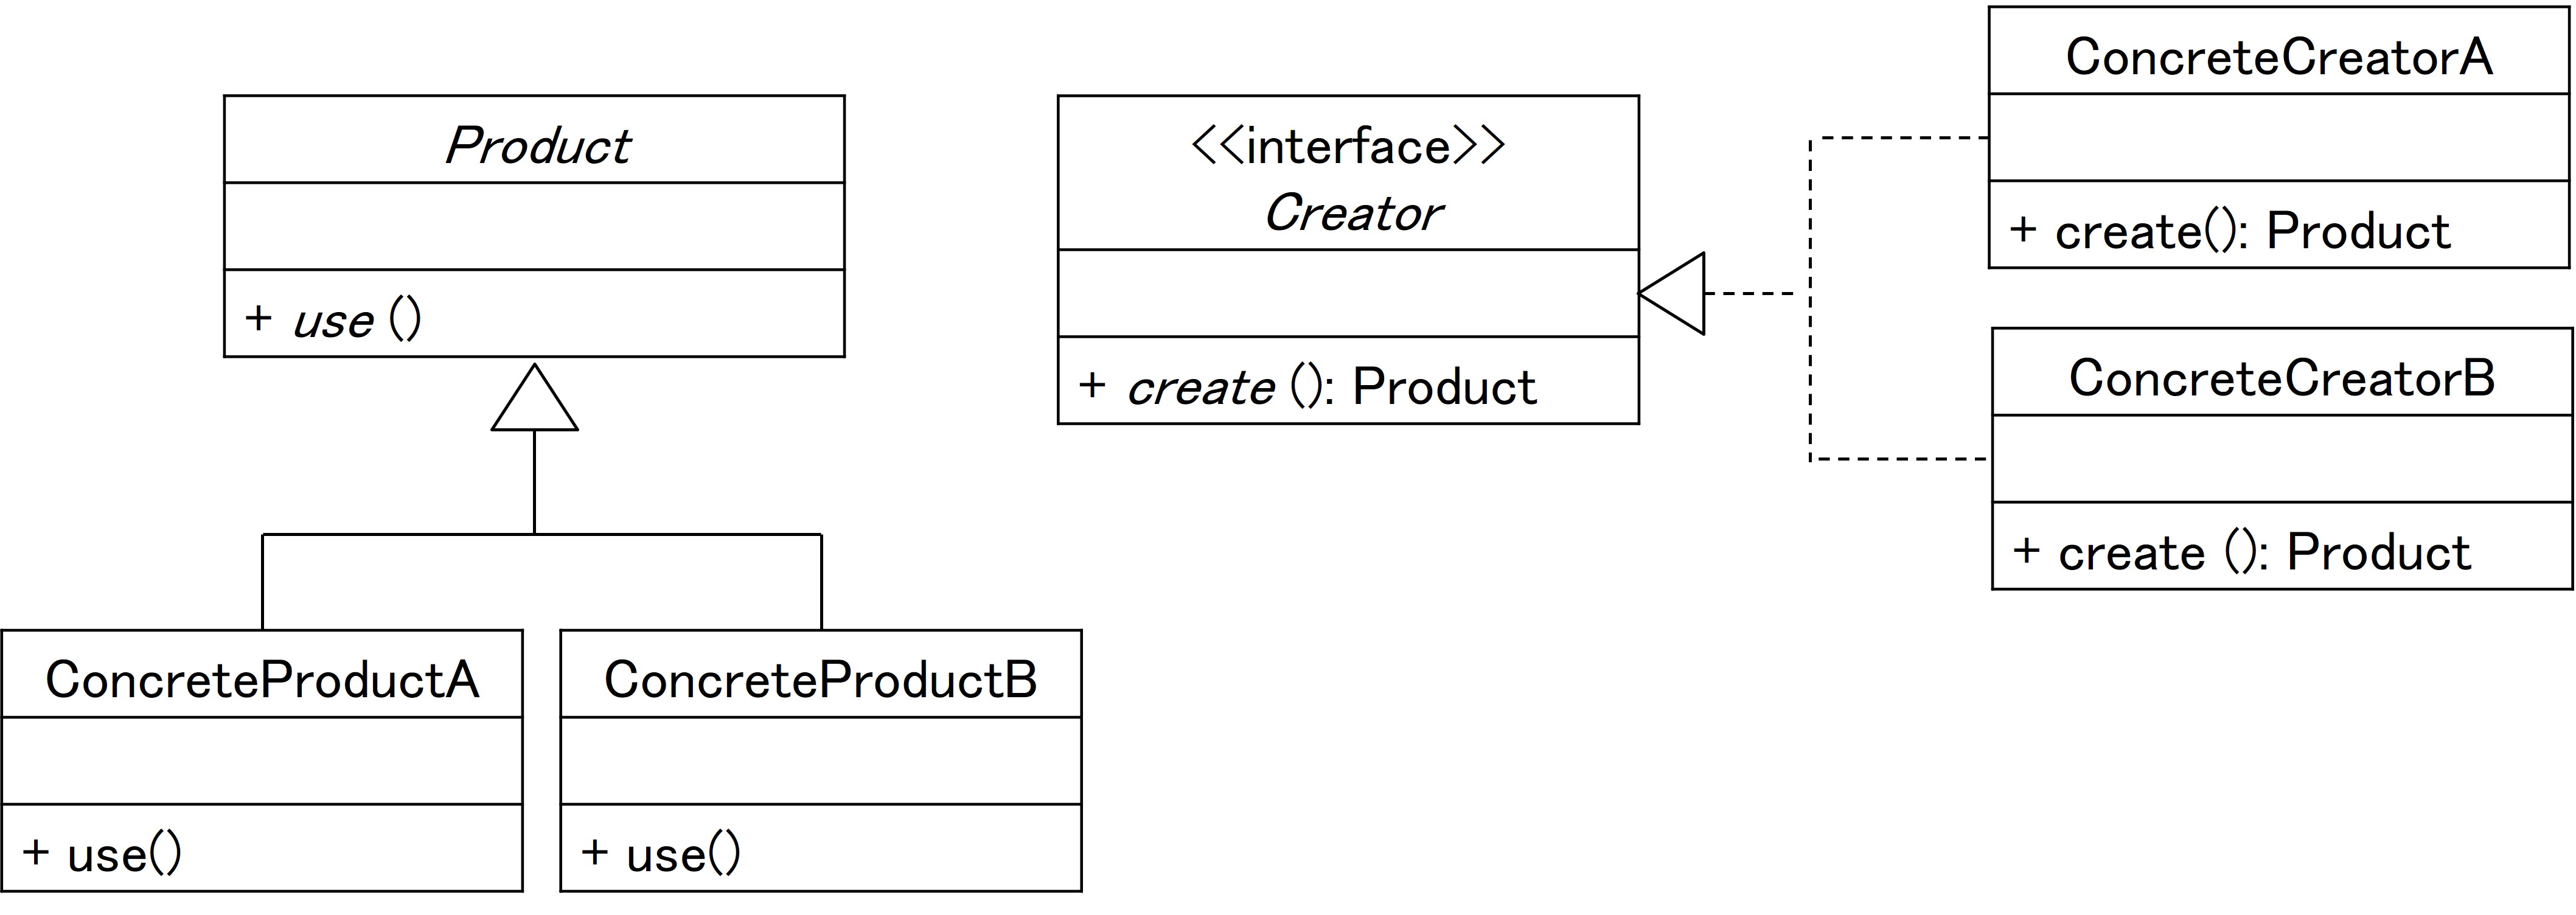 Product
+ use ()
ConcreteProductA
+ use()
ConcreteProductB
+ use()
<<interface>>
Creator
+ create (): Product
ConcreteCreatorA
+ create(): Product
ConcreteCreatorB
+ create (): Product